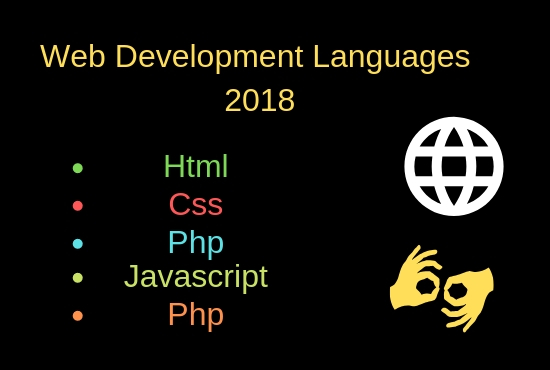 Web Development Languages
2018
• Html
• Css
• Php
• Javascript
• Php